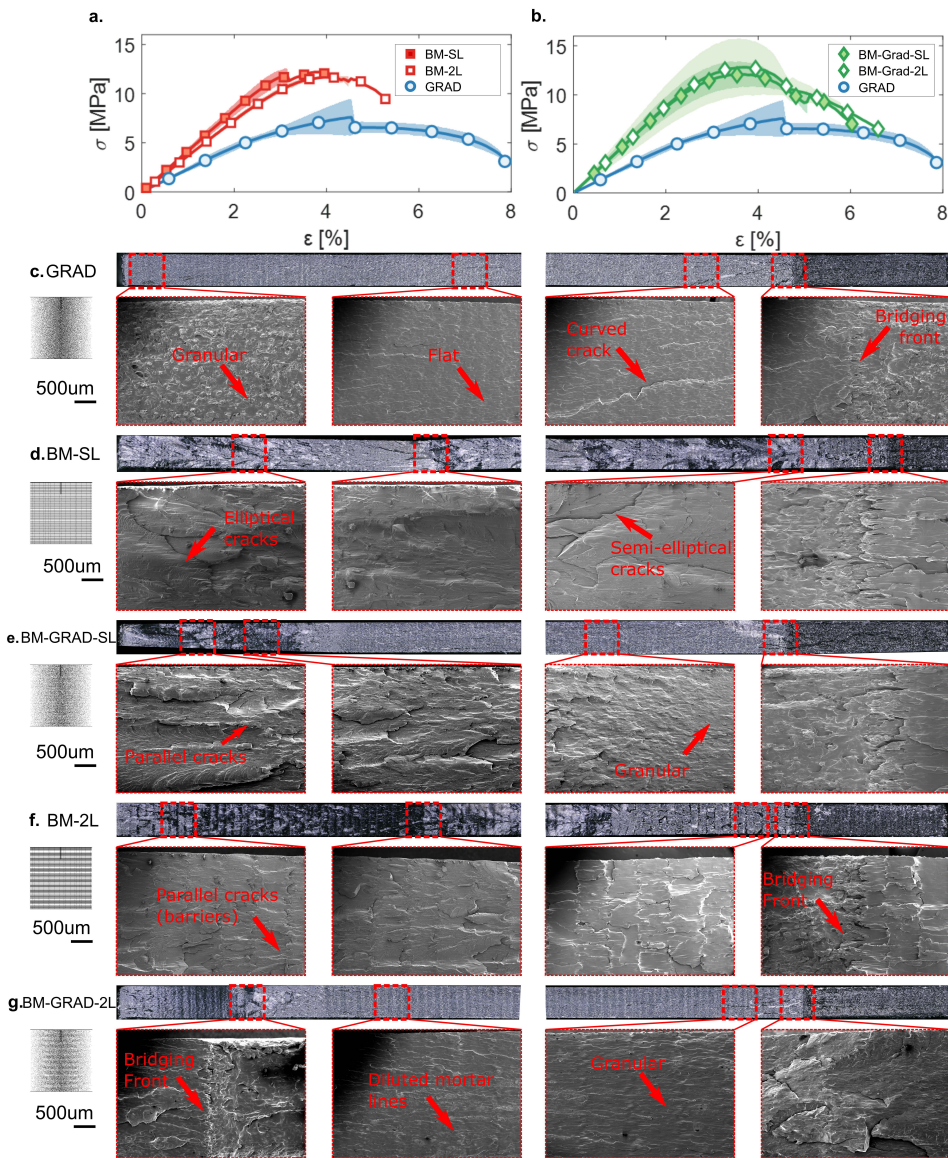 a.
15
10
5
0
σ [MPa]
0 2 4 6 8
ε [%]
BM-SL
BM-2L
GRAD
b.
15
10
5
0
σ [MPa]
0 2 4 6 8
ε [%]
BM-Grad-SL
BM-Grad-2L
GRAD
c. GRAD
500um
Granular
Flat
Curved
crack
Bridging
front
d. BM-SL
500um
Elliptical
cracks
Semi-elliptical
cracks
e. BM-GRAD-SL
500um
Parallel cracks
Granular
f. BM-2L
500um
Parallel cracks
(barriers)
Bridging
Front
g. BM-GRAD-2L
500um
Bridging
Front
Diluted mortar
lines
Granular